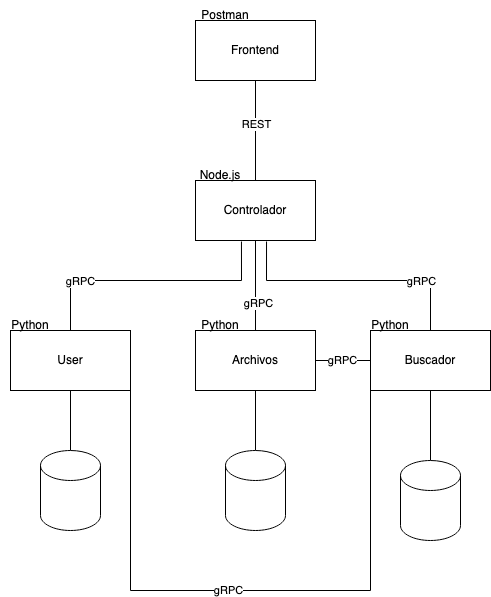 Postman
Frontend
REST
Node.js
Controlador
gRPC
gRPC
gRPC
Python
Python
Python
User
Archivos
gRPC
Buscador
gRPC